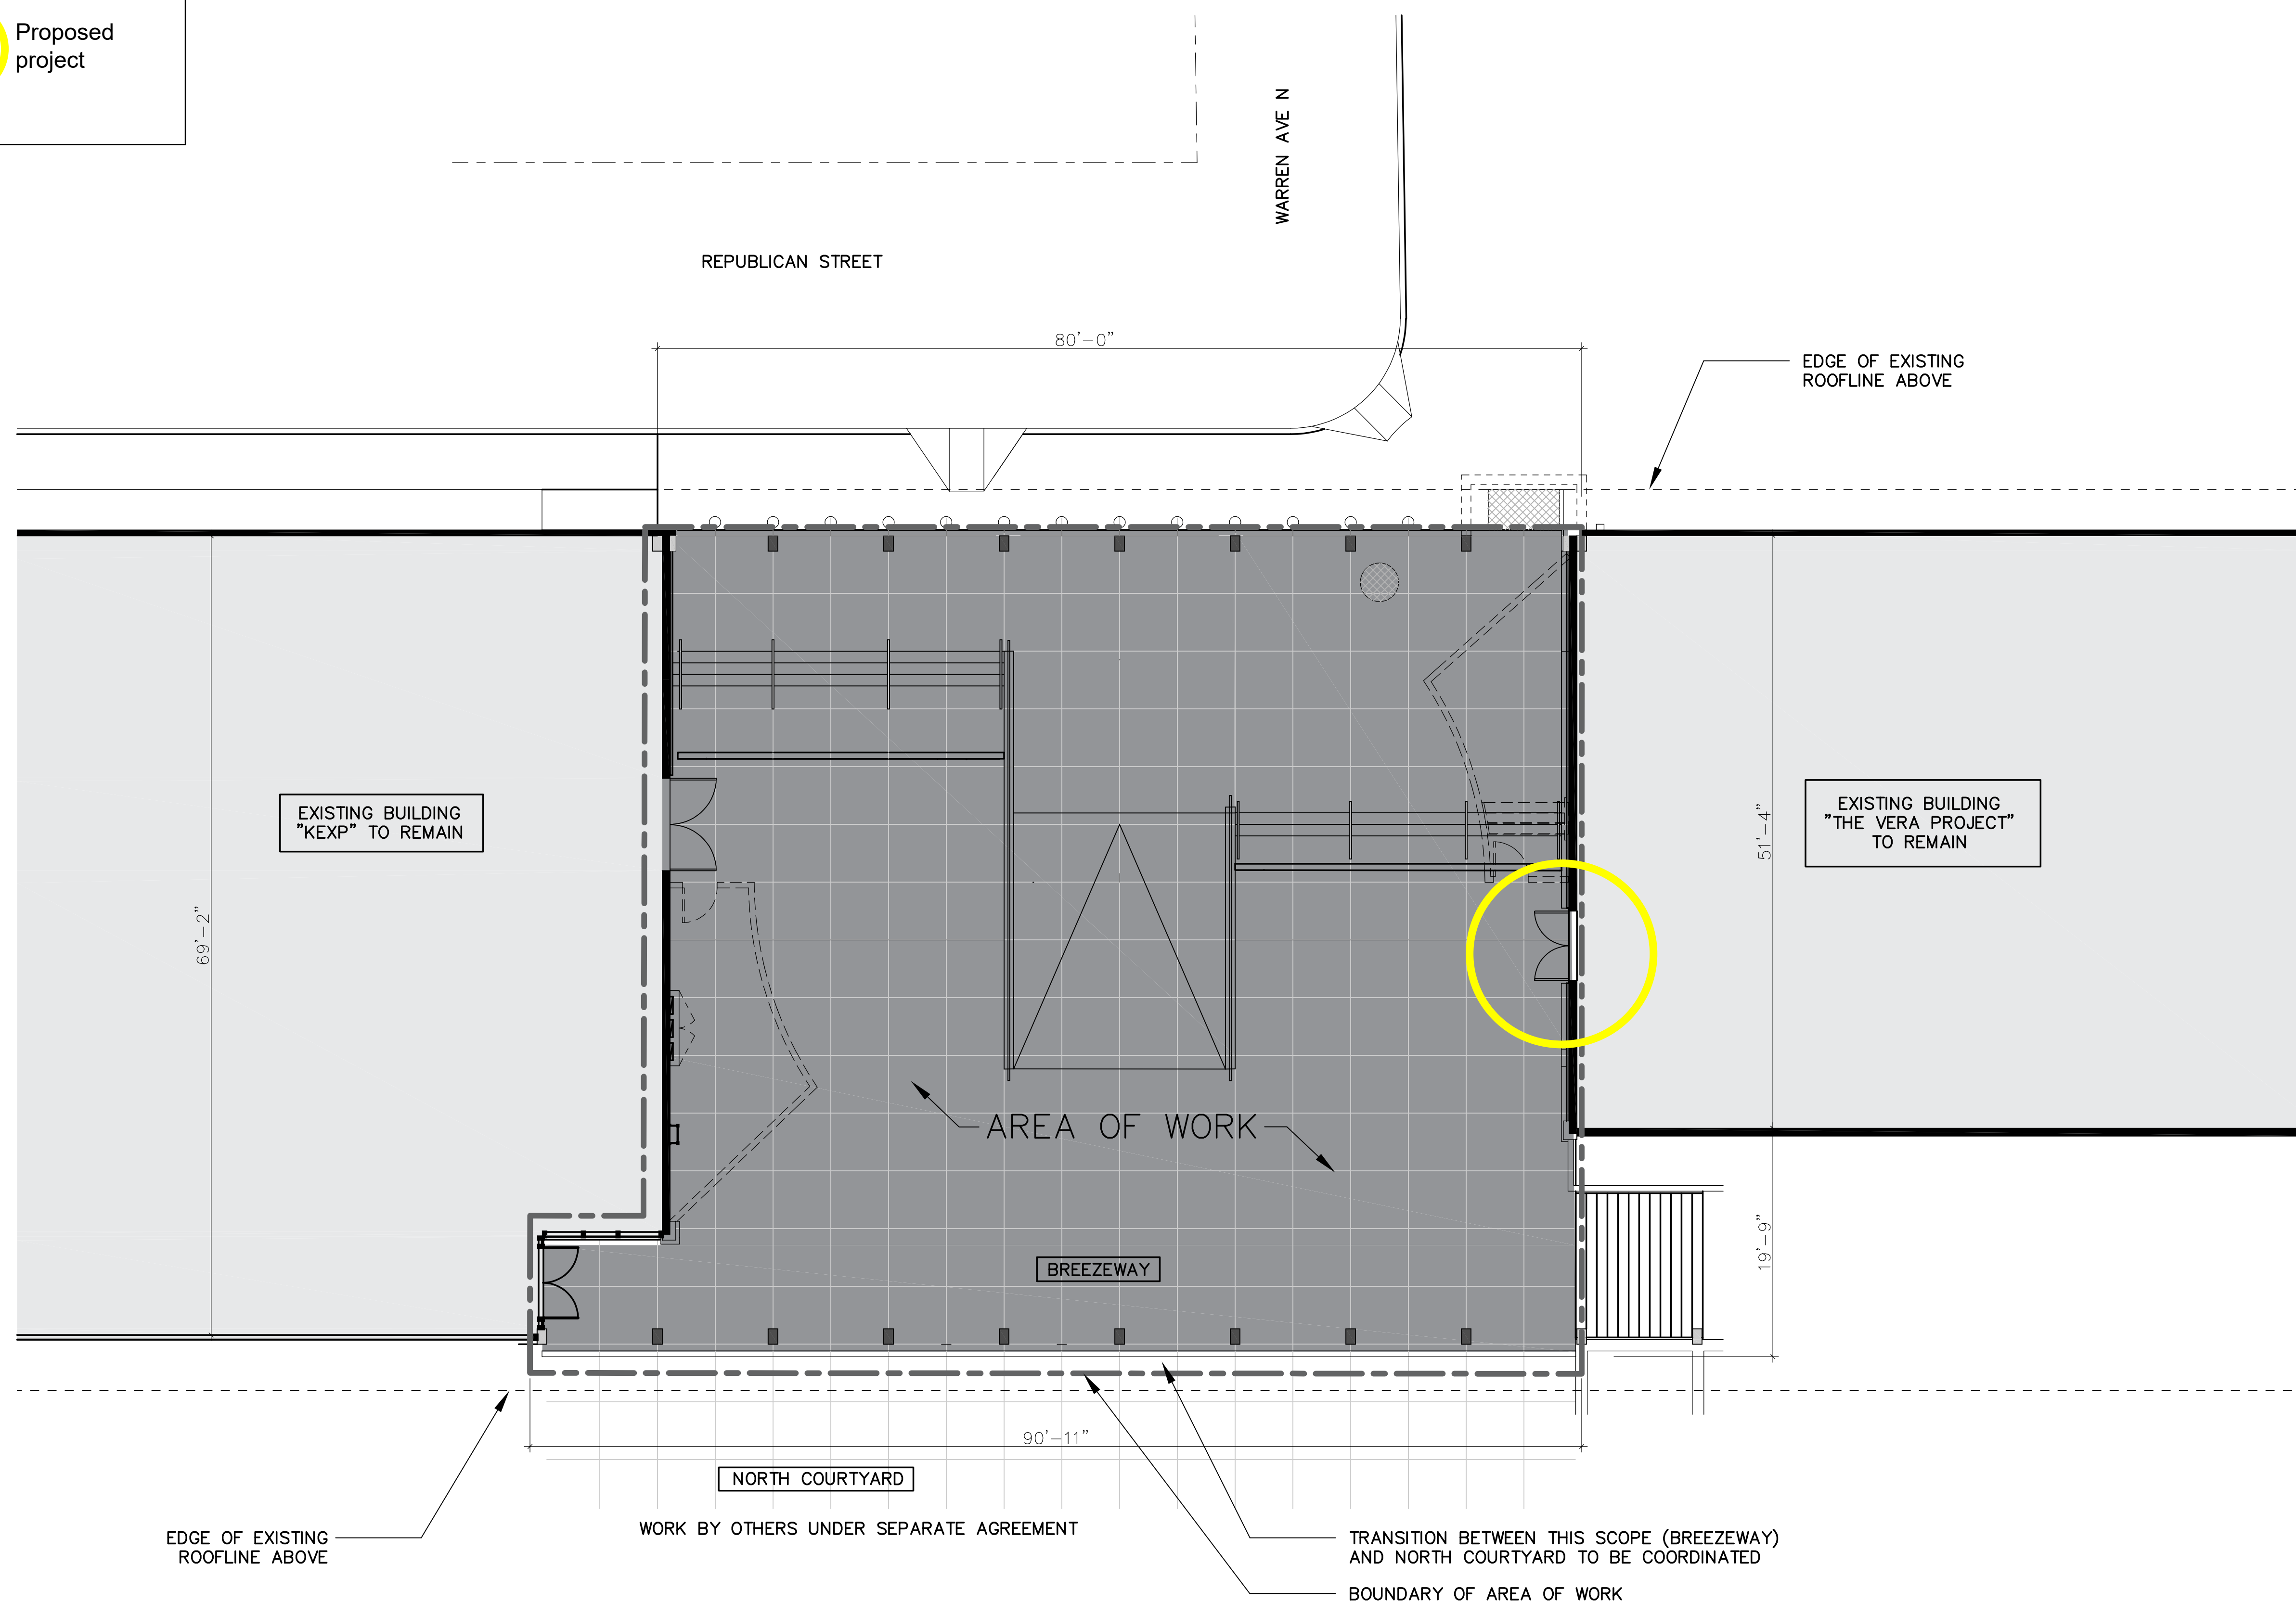 Proposed
project
WARREN AVE N
REPUBLICAN STREET
80'-0"
EDGE OF EXISTING
ROOFLINE ABOVE
EXISTING BUILDING
"KEXP" TO REMAIN
69'-2"
EXISTING BUILDING
"THE VERA PROJECT"
TO REMAIN
51'-4"
AREA OF WORK
BREEZEWAY
19'-9"
90'-11"
NORTH COURTYARD
WORK BY OTHERS UNDER SEPARATE AGREEMENT
EDGE OF EXISTING
ROOFLINE ABOVE
TRANSITION BETWEEN THIS SCOPE (BREEZEWAY)
AND NORTH COURTYARD TO BE COORDINATED
BOUNDARY OF AREA OF WORK